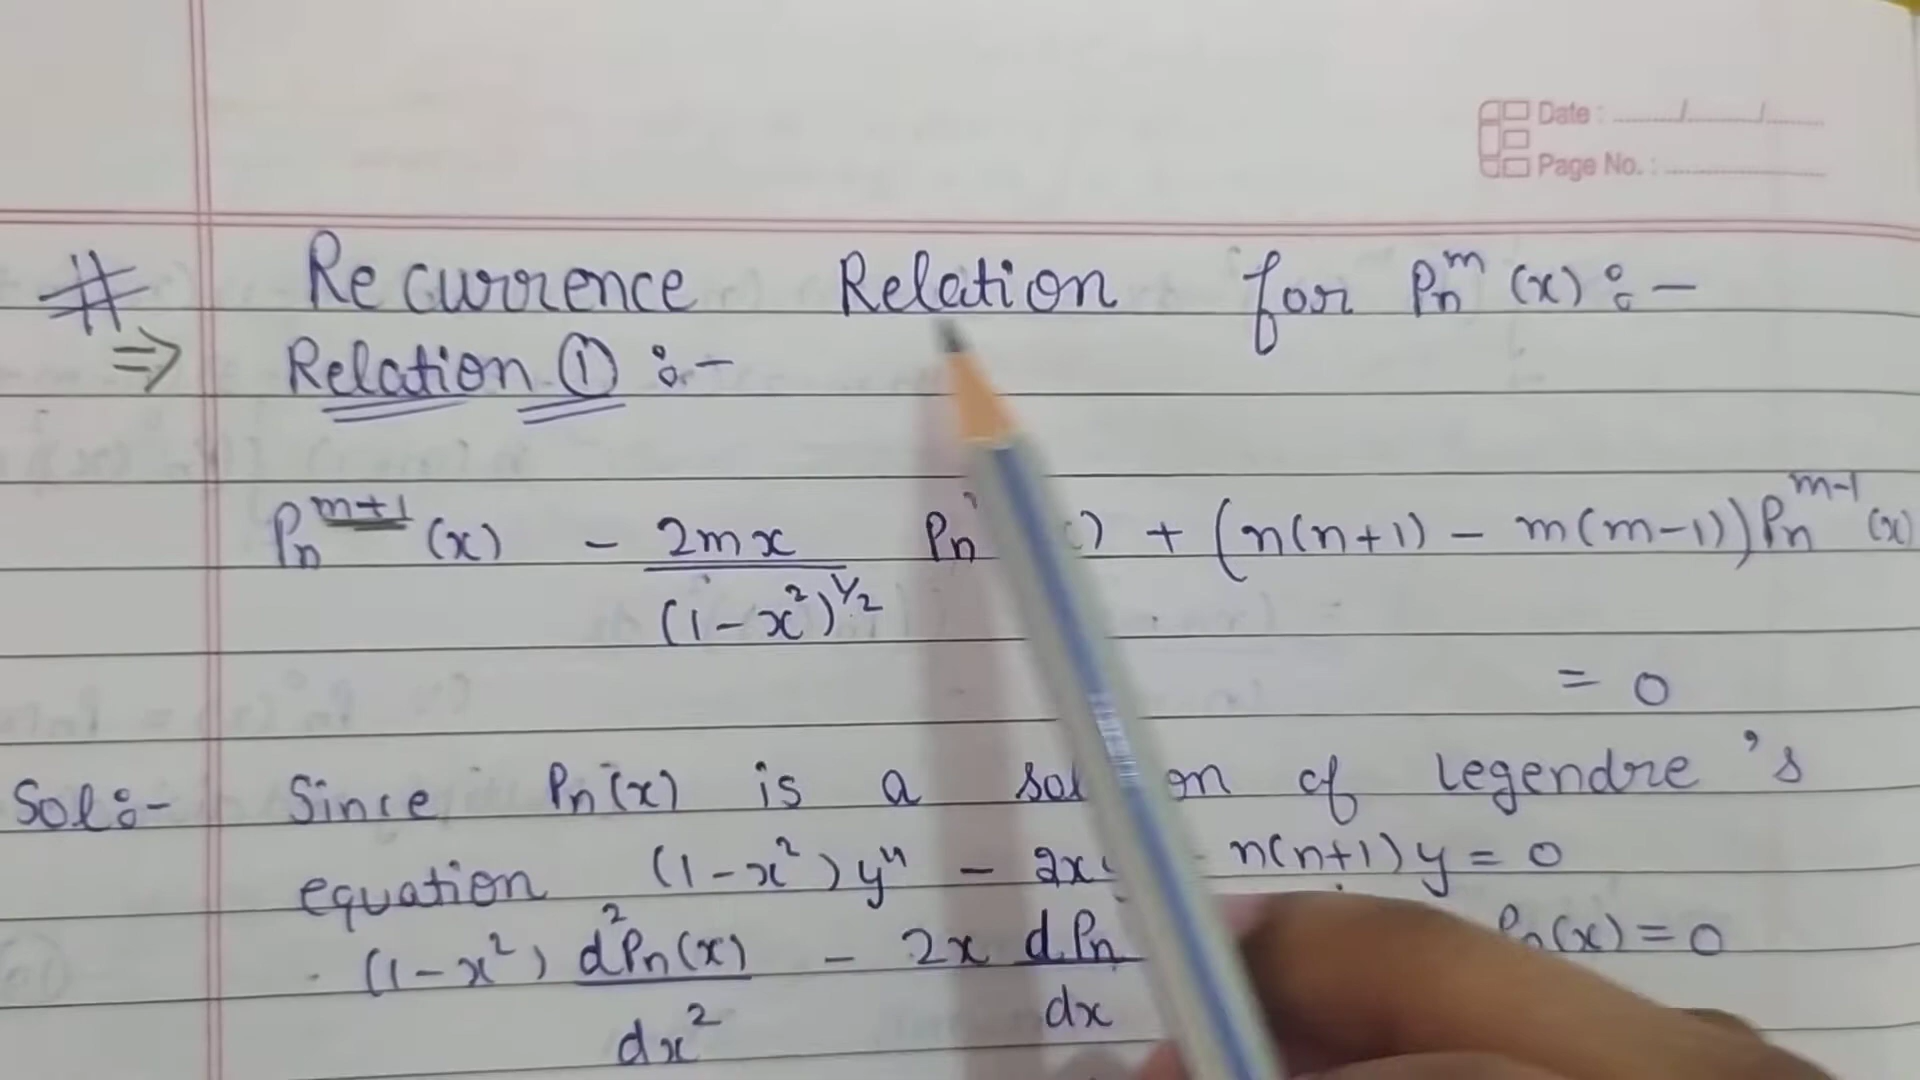 Date : ......../......../........
Page No. : ........................
# Recurrence Relation for Pn^m (x) :-
⇒ Relation ① :-
Pn^m+1 (x) - 2mx / (1-x²)^1/2 Pn ) + (n(n+1) - m(m-1)) Pn^m-1 (x)
= 0
Sol:- Since Pn(x) is a of legendre's
equation (1-x²) y" - 2x n(n+1) y = 0
(1-x²) d²Pn(x) / dx² - 2x dPn / dx Pn(x) = 0